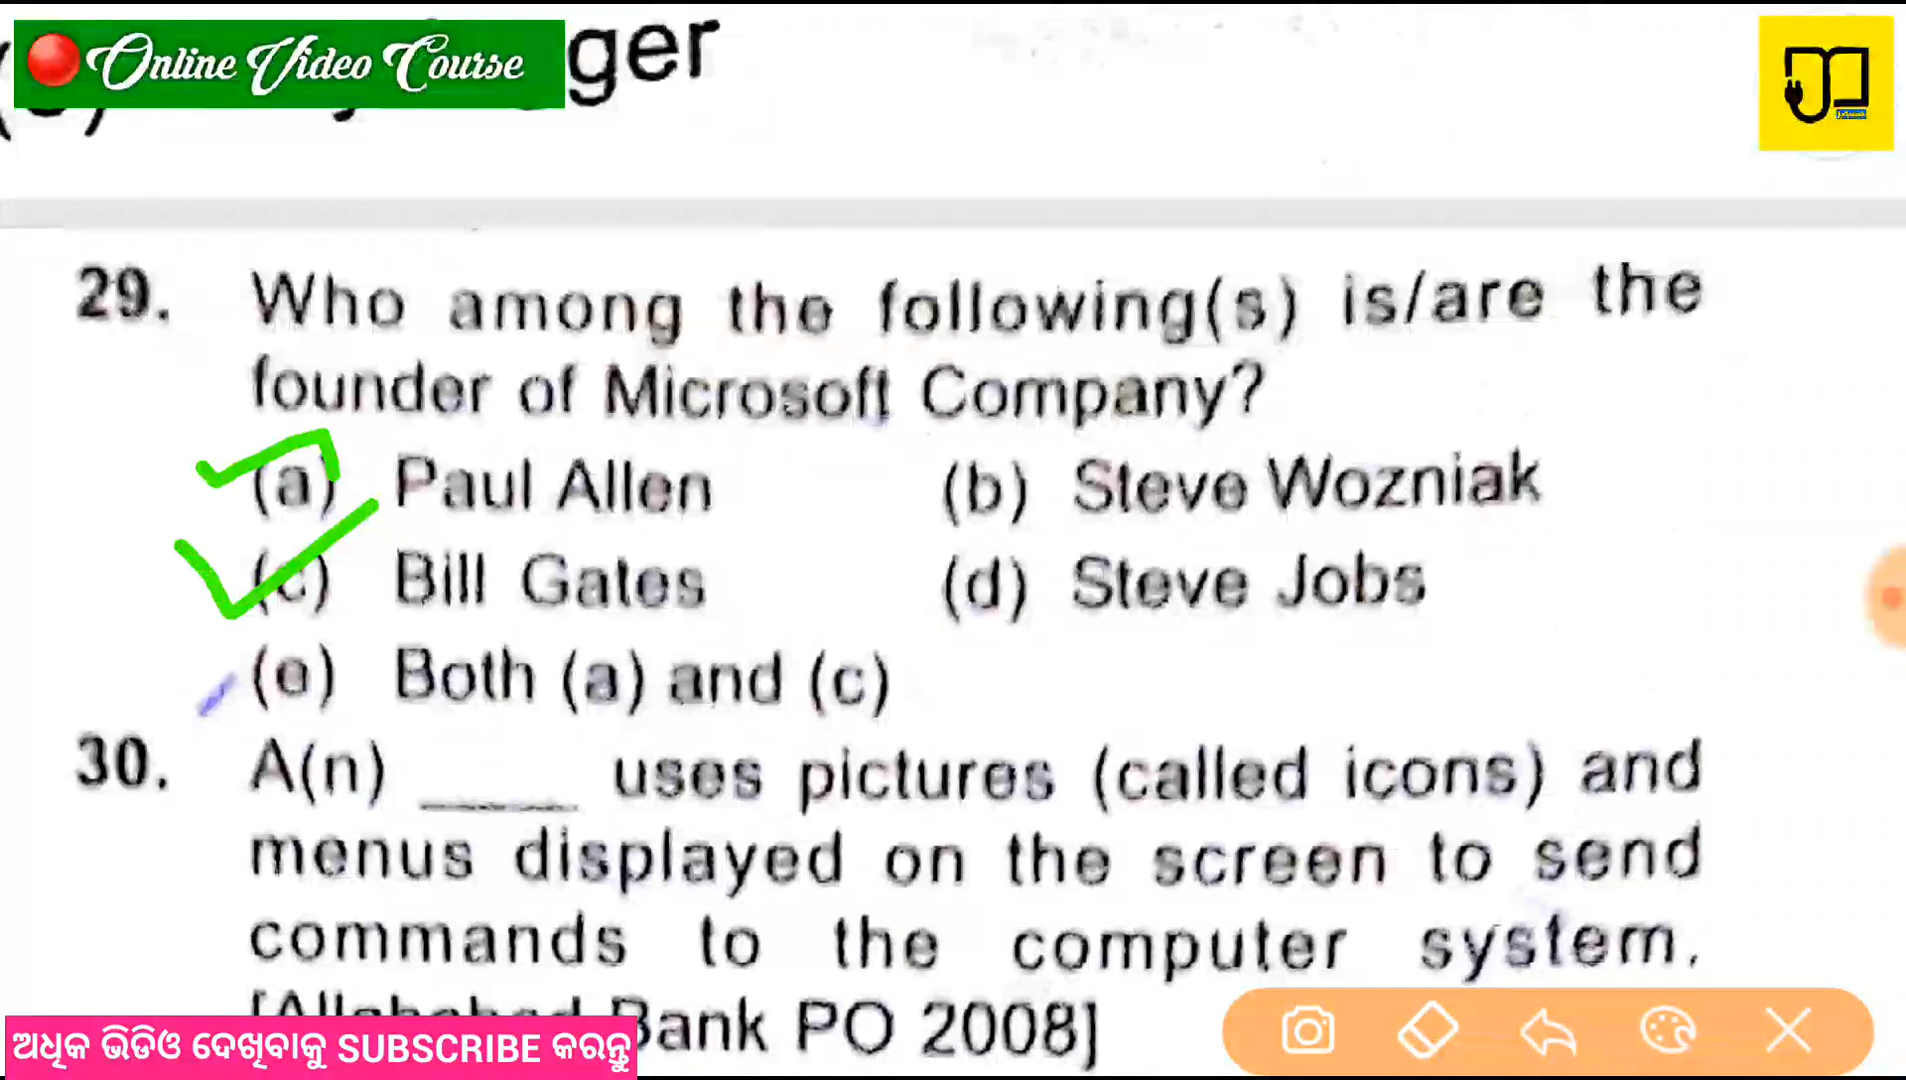 Online Video Course
ger
29. Who among the following(s) is/are the
founder of Microsoft Company?
(a) Paul Allen (b) Steve Wozniak
(c) Bill Gates (d) Steve Jobs
(e) Both (a) and (c)
30. A(n) ____ uses pictures (called icons) and
menus displayed on the screen to send
commands to the computer system.
[Allahabad Bank PO 2008]
ଅଧିକ ଭିଡିଓ ଦେଖିବାକୁ SUBSCRIBE କରନ୍ତୁ